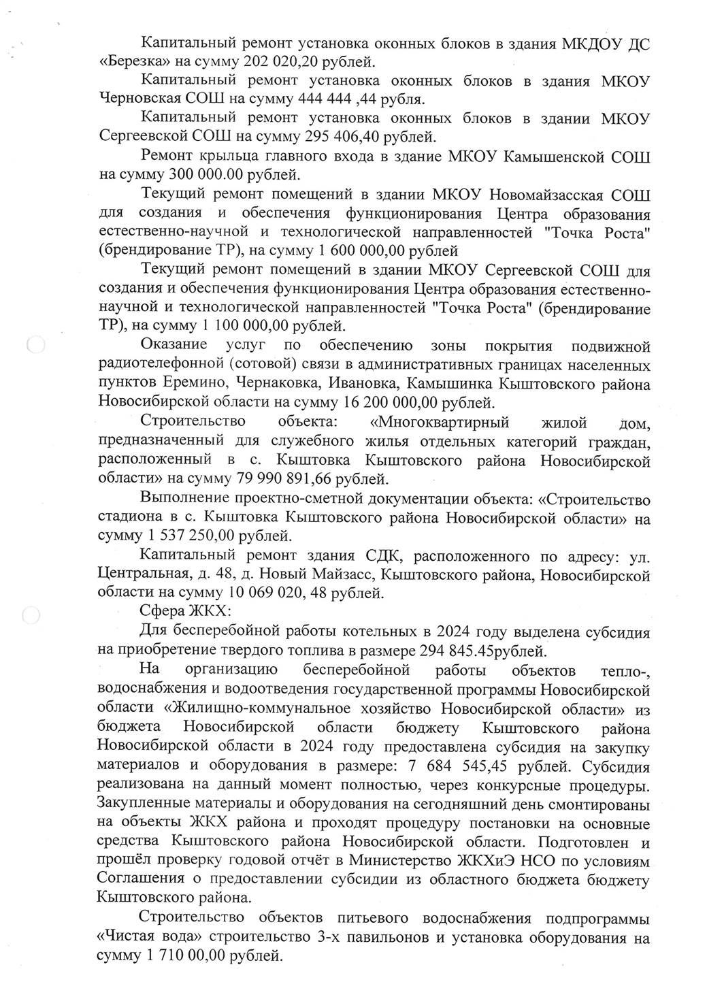 Капитальный ремонт установка оконных блоков в здания МКДОУ ДС
«Березка» на сумму 202 020,20 рублей.
Капитальный ремонт установка оконных блоков в здания МКОУ
Черновская СОШ на сумму 444 444 ,44 рубля.
Капитальный ремонт установка оконных блоков в здании МКОУ
Сергеевской СОШ на сумму 295 406,40 рублей.
Ремонт крыльца главного входа в здание МКОУ Камышенской СОШ
на сумму 300 000.00 рублей.
Текущий ремонт помещений в здании МКОУ Новомайзасская СОШ
для создания и обеспечения функционирования Центра образования
естественно-научной и технологической направленностей "Точка Роста"
(брендирование ТР), на сумму 1 600 000,00 рублей
Текущий ремонт помещений в здании МКОУ Сергеевской СОШ для
создания и обеспечения функционирования Центра образования естественно-
научной и технологической направленностей "Точка Роста" (брендирование
ТР), на сумму 1 100 000,00 рублей.
Оказание услуг по обеспечению зоны покрытия подвижной
радиотелефонной (сотовой) связи в административных границах населенных
пунктов Еремино, Чернаковка, Ивановка, Камышинка Кыштовского района
Новосибирской области на сумму 16 200 000,00 рублей.
Строительство объекта: «Многоквартирный жилой дом,
предназначенный для служебного жилья отдельных категорий граждан,
расположенный в с. Кыштовка Кыштовского района Новосибирской
области» на сумму 79 990 891,66 рублей.
Выполнение проектно-сметной документации объекта: «Строительство
стадиона в с. Кыштовка Кыштовского района Новосибирской области» на
сумму 1 537 250,00 рублей.
Капитальный ремонт здания СДК, расположенного по адресу: ул.
Центральная, д. 48, д. Новый Майзасс, Кыштовского района, Новосибирской
области на сумму 10 069 020, 48 рублей.
Сфера ЖКХ:
Для бесперебойной работы котельных в 2024 году выделена субсидия
на приобретение твердого топлива в размере 294 845.45рублей.
На организацию бесперебойной работы объектов тепло-,
водоснабжения и водоотведения государственной программы Новосибирской
области «Жилищно-коммунальное хозяйство Новосибирской области» из
бюджета Новосибирской области бюджету Кыштовского района
Новосибирской области в 2024 году предоставлена субсидия на закупку
материалов и оборудования в размере: 7 684 545,45 рублей. Субсидия
реализована на данный момент полностью, через конкурсные процедуры.
Закупленные материалы и оборудования на сегодняшний день смонтированы
на объекты ЖКХ района и проходят процедуру постановки на основные
средства Кыштовского района Новосибирской области. Подготовлен и
прошёл проверку годовой отчёт в Министерство ЖКХиЭ НСО по условиям
Соглашения о предоставлении субсидии из областного бюджета бюджету
Кыштовского района.
Строительство объектов питьевого водоснабжения подпрограммы
«Чистая вода» строительство 3-х павильонов и установка оборудования на
сумму 1 710 00,00 рублей.